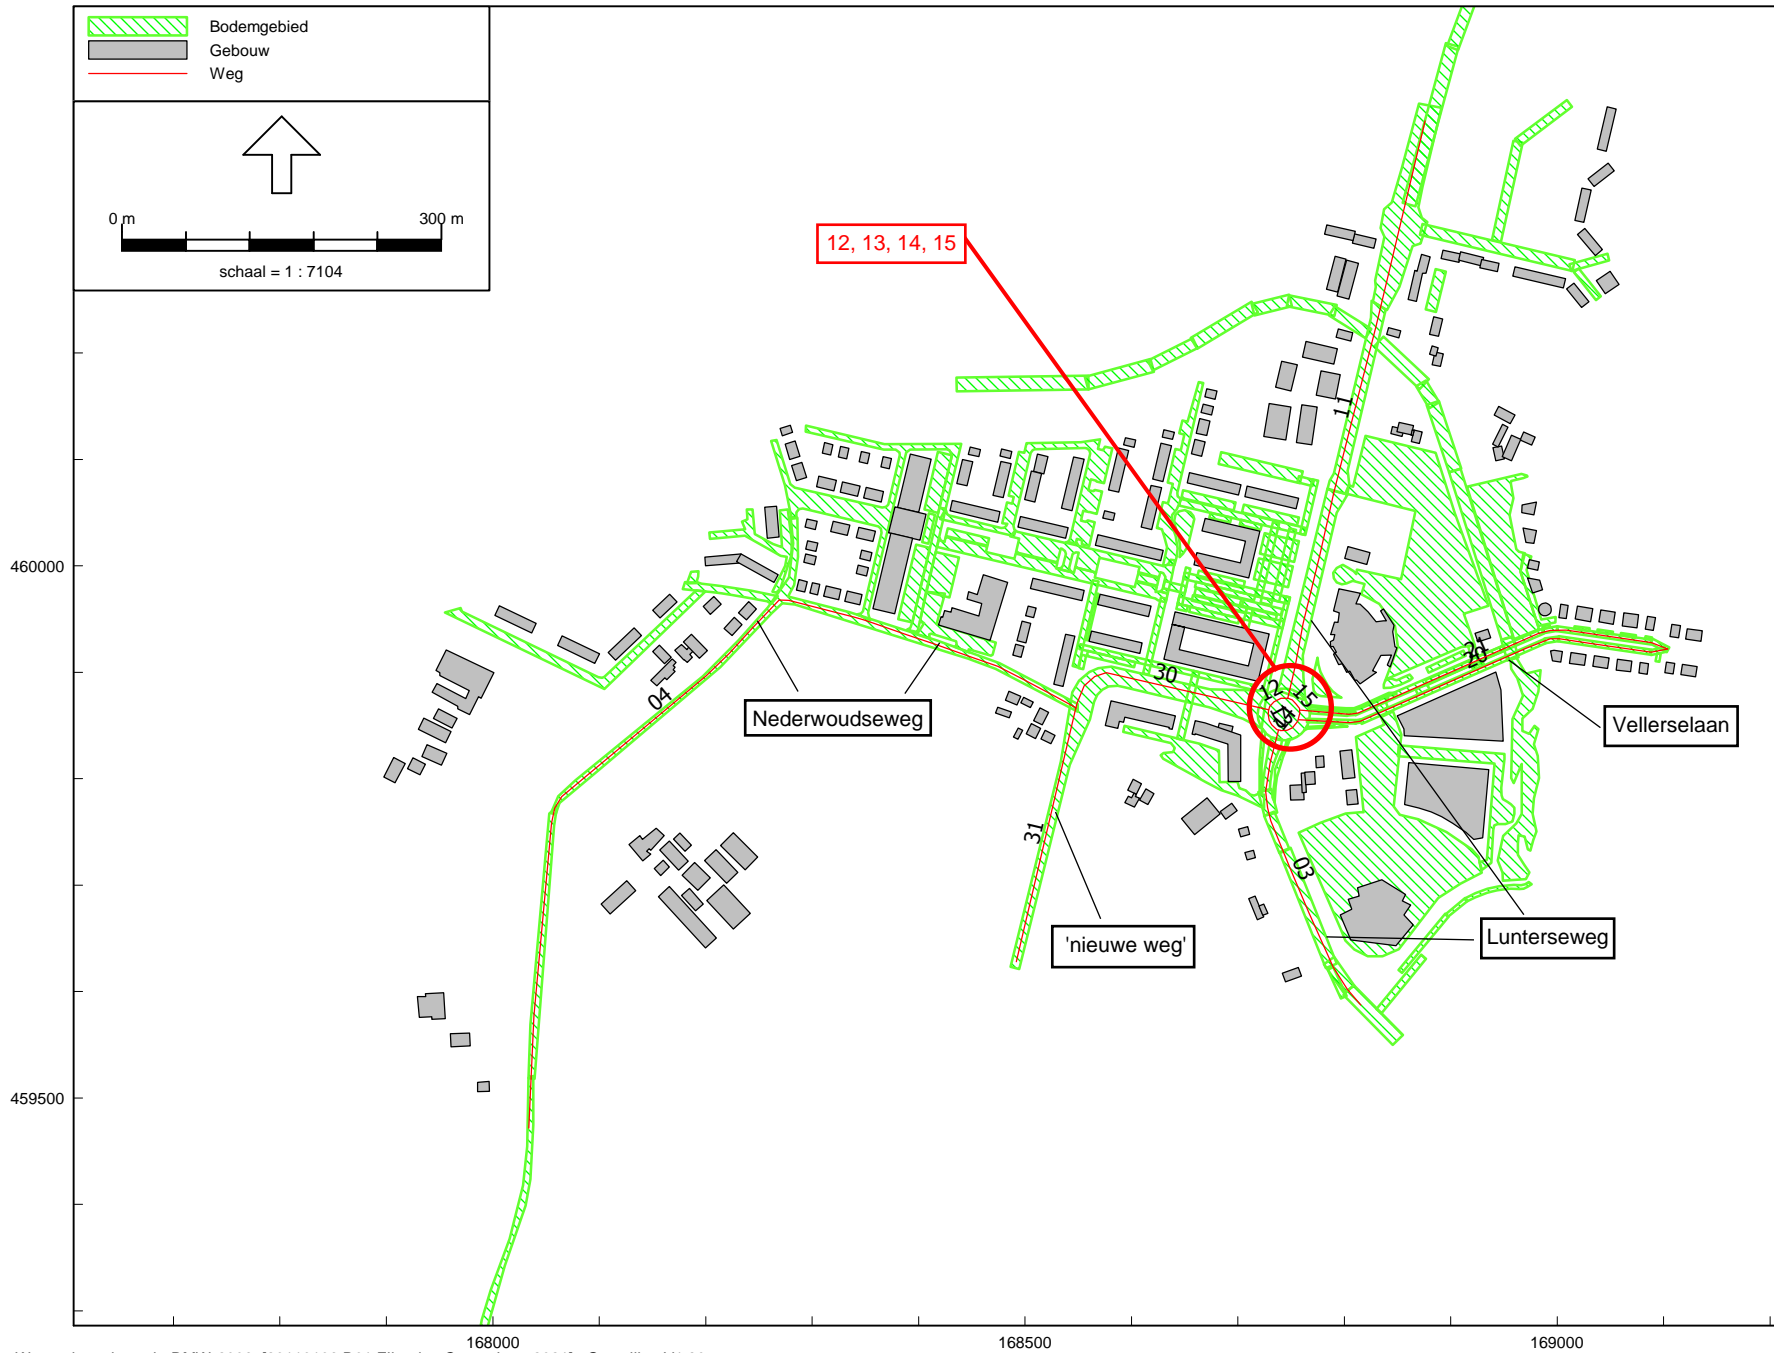 Bodemgebied
Gebouw
Weg
0 m 300 m
schaal = 1 : 7104
12, 13, 14, 15
11
460000
21
20
30
12
15
14
04
Nederwoudseweg
Vellerselaan
31
03
'nieuwe weg'
Lunterseweg
459500
168000 168500 169000